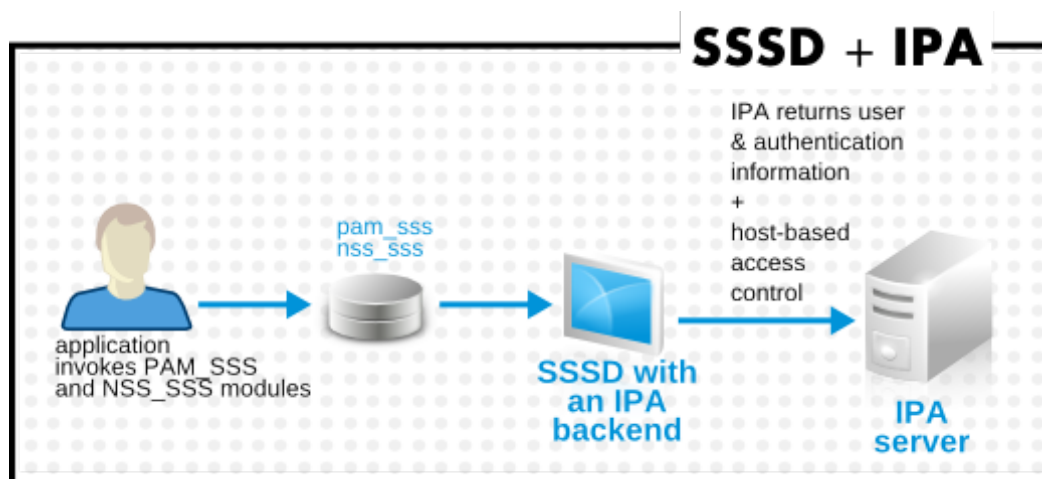 SSSD + IPA
IPA returns user
& authentication
information
+
host-based
access
control
pam_sss
nss_sss
application
invokes PAM_SSS
and NSS_SSS modules
SSSD with
an IPA
backend
IPA
server